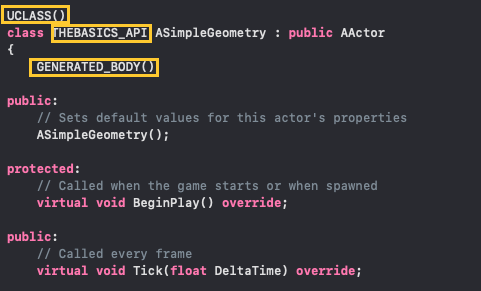 UCLASS()
class THEBASICS_API ASimpleGeometry : public AActor
{
GENERATED_BODY()
public:
// Sets default values for this actor's properties
ASimpleGeometry();
protected:
// Called when the game starts or when spawned
virtual void BeginPlay() override;
public:
// Called every frame
virtual void Tick(float DeltaTime) override;